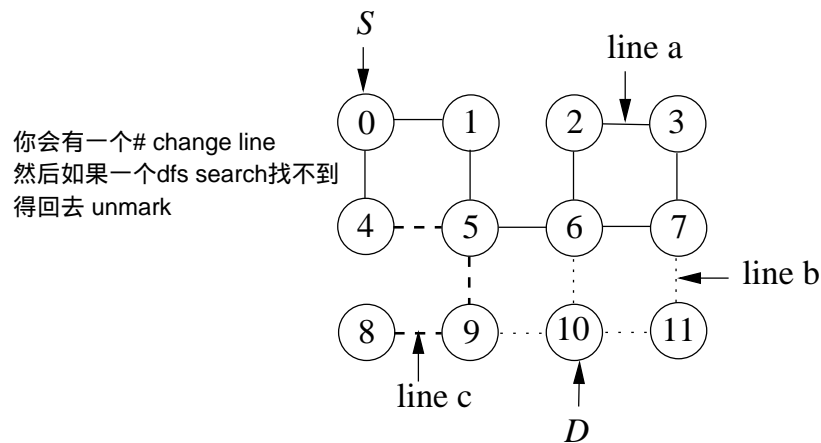 S
line a
0 1 2 3
你会有一个# change line
然后如果一个dfs search找不到
得回去 unmark
4 5 6 7
line b
8 9 10 11
line c
D